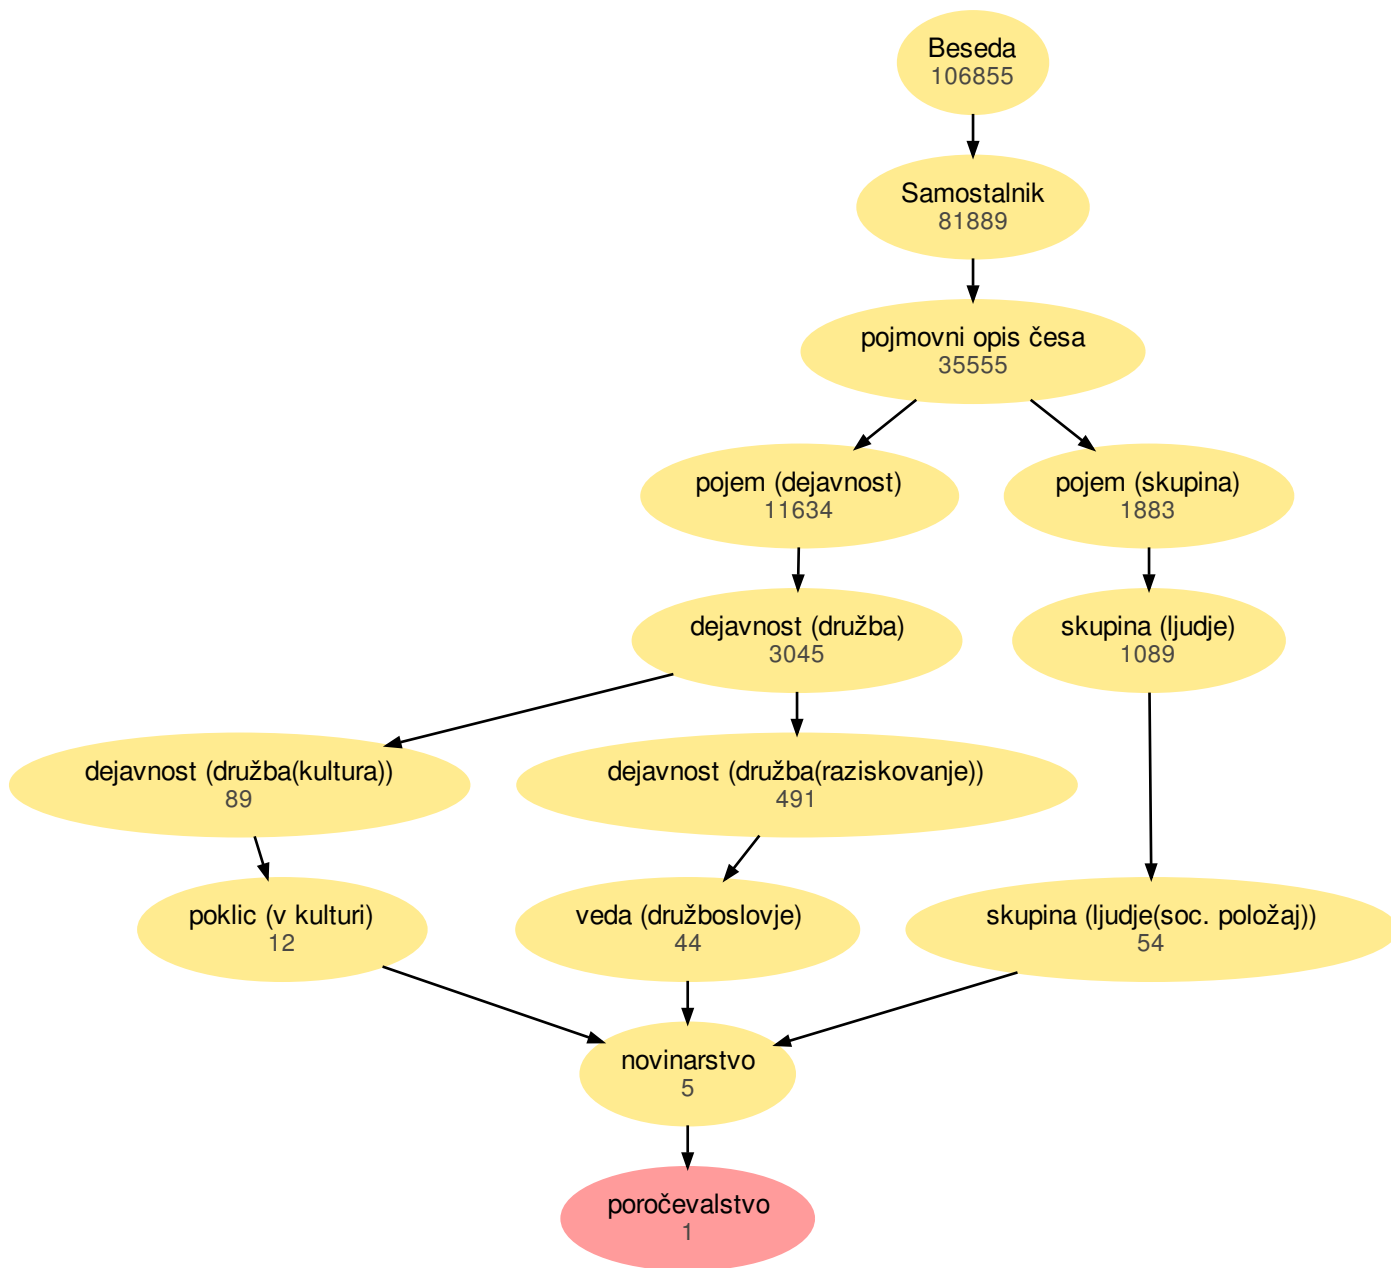 Beseda
106855
Samostalnik
81889
pojmovni opis česa
35555
pojem (dejavnost)
11634
pojem (skupina)
1883
dejavnost (družba)
3045
skupina (ljudje)
1089
dejavnost (družba(kultura))
89
dejavnost (družba(raziskovanje))
491
poklic (v kulturi)
12
veda (družboslovje)
44
skupina (ljudje(soc. položaj))
54
novinarstvo
5
poročevalstvo
1